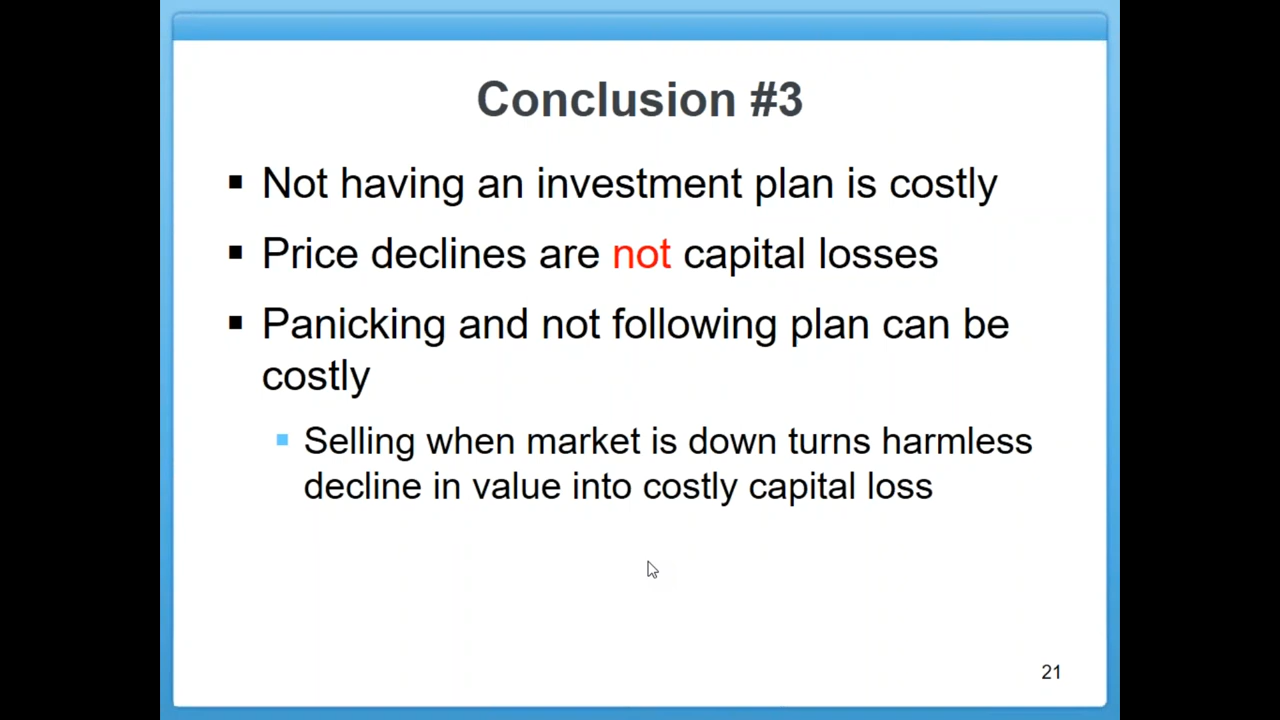 Conclusion #3
▪ Not having an investment plan is costly
▪ Price declines are not capital losses
▪ Panicking and not following plan can be
costly
▪ Selling when market is down turns harmless
decline in value into costly capital loss
21